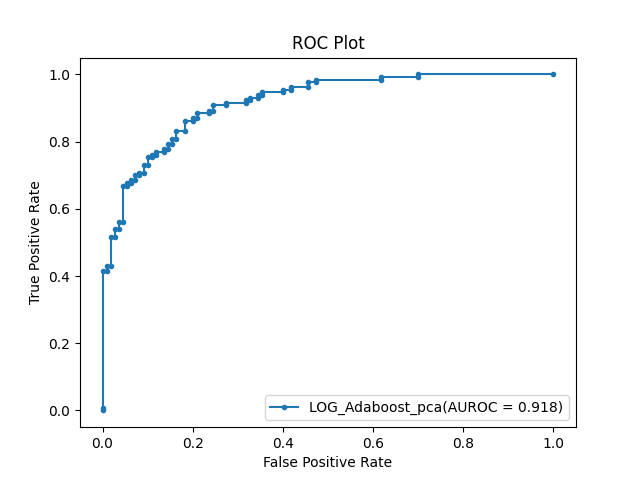 ROC Plot
True Positive Rate
1.0
0.8
0.6
0.4
0.2
0.0
LOG_Adaboost_pca(AUROC = 0.918)
0.0 0.2 0.4 0.6 0.8 1.0
False Positive Rate